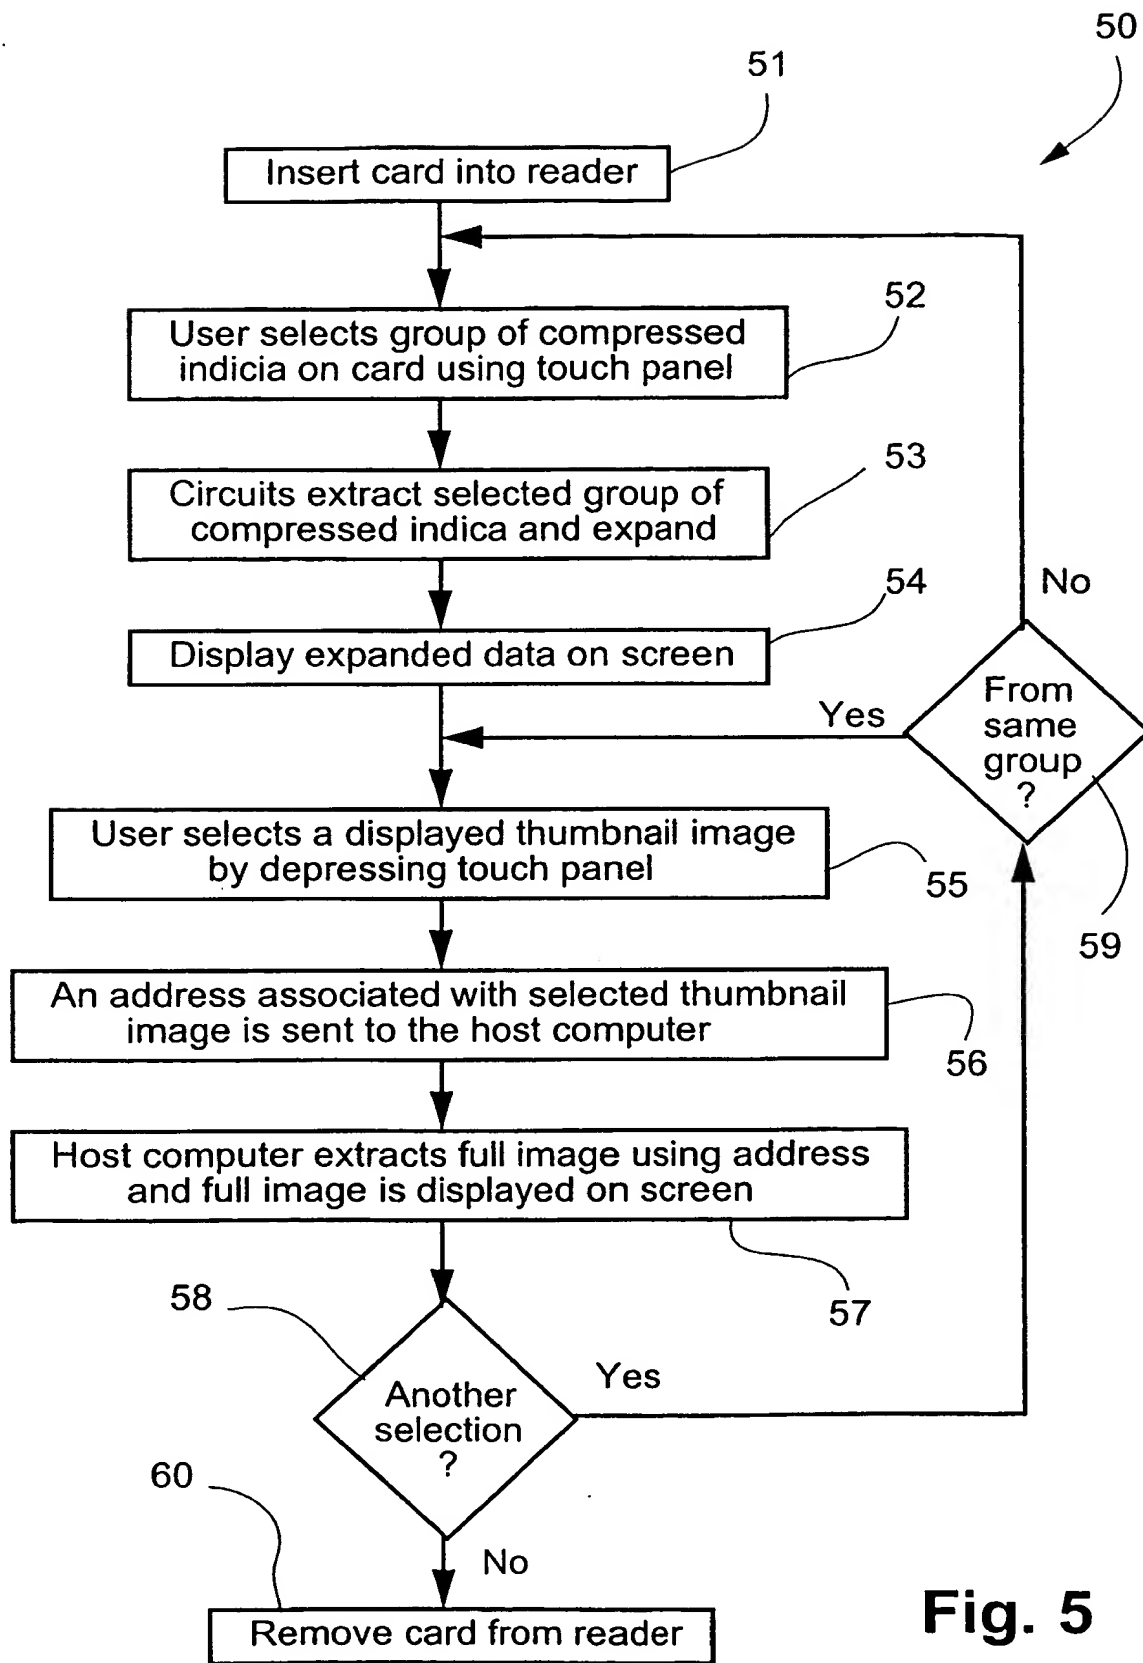 50
51
Insert card into reader
52
User selects group of compressed
indicia on card using touch panel
53
Circuits extract selected group of
compressed indica and expand
54
Display expanded data on screen
No
Yes
From
same
group
?
59
User selects a displayed thumbnail image
by depressing touch panel
55
An address associated with selected thumbnail
image is sent to the host computer
56
Host computer extracts full image using address
and full image is displayed on screen
57
58
Another
selection
?
Yes
60
No
Remove card from reader
Fig. 5